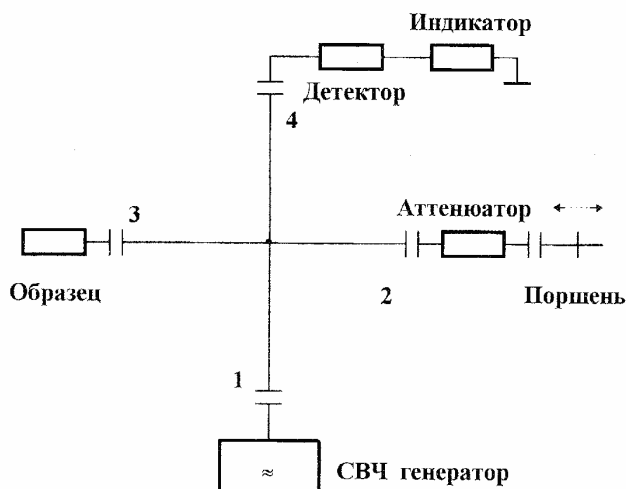 Индикатор
Детектор
4
3
Аттенюатор
Образец
2
Поршень
1
≈
СВЧ генератор